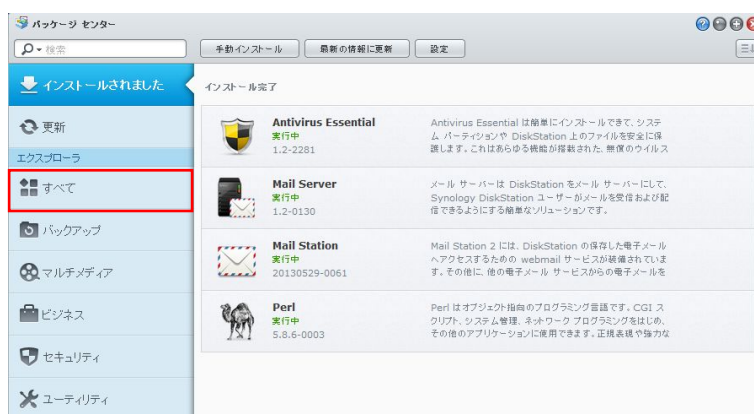 パッケージ センター
検索
手動インストール
最新の情報に更新
設定
インストールされました
インストール完了
更新
エクスプローラ
すべて
バックアップ
マルチメディア
ビジネス
セキュリティ
ユーティリティ
Antivirus Essential
実行中
1.2-2281
Antivirus Essential は簡単にインストールできて、システ
ム パーティションや DiskStation 上のファイルを安全に保
護します。これはあらゆる機能が搭載された、無償のウイルス
Mail Server
実行中
1.2-0130
メール サーバーは DiskStation をメール サーバーにして、
Synology DiskStation ユーザーがメールを受信および配
信できるようにする簡単なソリューションです。
Mail Station
実行中
20130529-0061
Mail Station 2 には、DiskStation の保存した電子メール
へアクセスするための webmail サービスが装備されていま
す。その他に、他の電子メール サービスからの電子メールを
Perl
実行中
5.8.6-0003
Perl はオブジェクト指向のプログラミング言語です。CGI ス
クリプト、システム管理、ネットワーク プログラミングをはじめ、
その他のアプリケーションに使用できます。正規表現や強力な